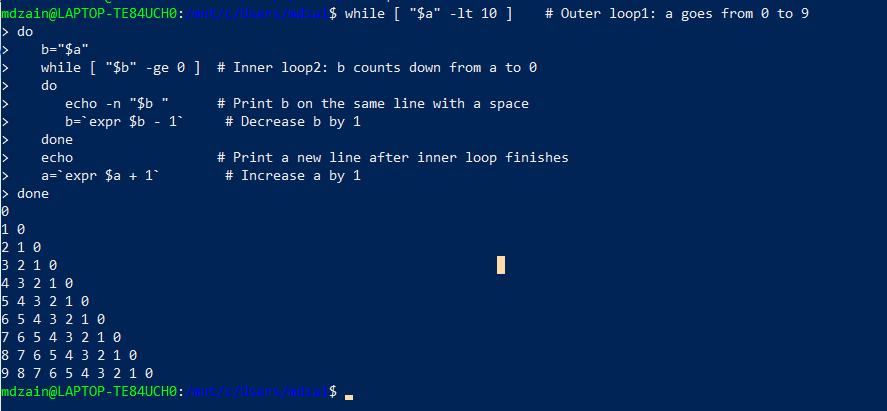 mdzain@LAPTOP-TE84UCH0:/mnt/c/Users/mdzai$ while [ "$a" -lt 10 ]    # Outer loop1: a goes from 0 to 9
> do
>    b="$a"
>    while [ "$b" -ge 0 ]  # Inner loop2: b counts down from a to 0
>    do
>       echo -n "$b "      # Print b on the same line with a space
>       b=`expr $b - 1`     # Decrease b by 1
>    done
>    echo                  # Print a new line after inner loop finishes
>    a=`expr $a + 1`        # Increase a by 1
> done
0
1 0
2 1 0
3 2 1 0
4 3 2 1 0
5 4 3 2 1 0
6 5 4 3 2 1 0
7 6 5 4 3 2 1 0
8 7 6 5 4 3 2 1 0
9 8 7 6 5 4 3 2 1 0
mdzain@LAPTOP-TE84UCH0:/mnt/c/Users/mdzai$